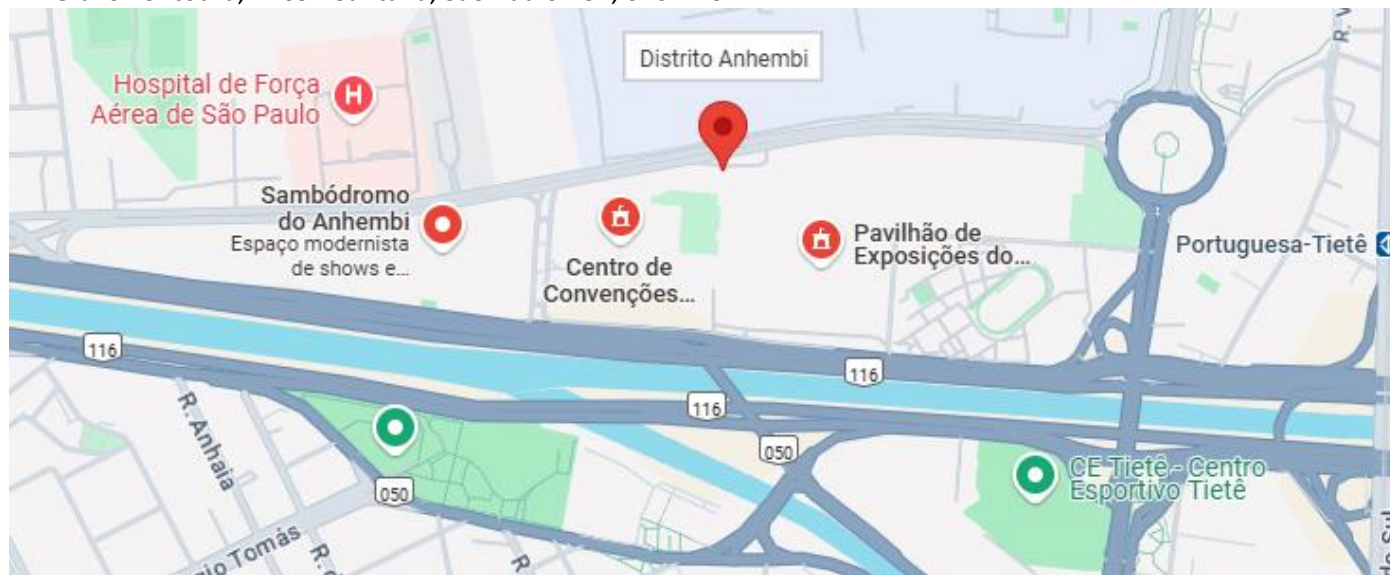 Distrito Anhembi
Hospital de Força
Aérea de São Paulo
H
Sambódromo
do Anhembi
Espaço modernista
de shows e...
Centro de
Convenções...
Pavilhão de
Exposições do...
Portuguesa-Tietê
116
116
116
050
050
R. Anhaia
CE Tietê - Centro
Esportivo Tietê
Tomás
R.
R.
R.